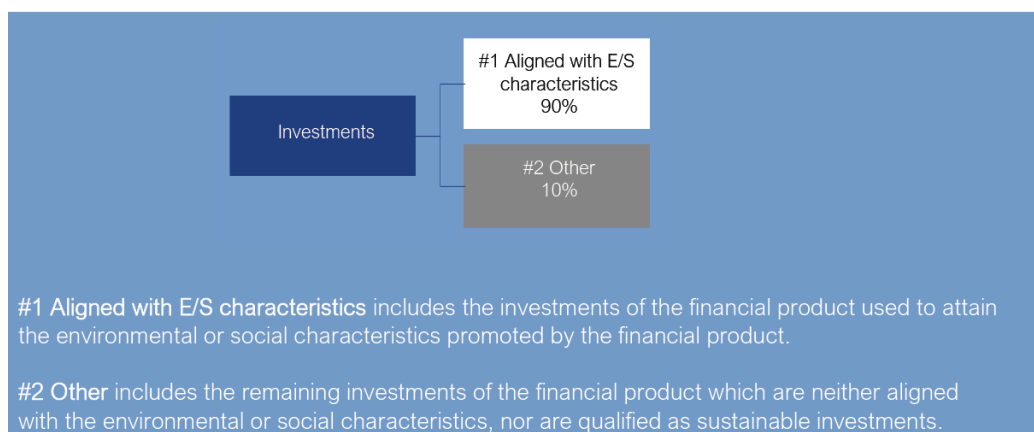 #1 Aligned with E/S
characteristics
90%
Investments
#2 Other
10%
#1 Aligned with E/S characteristics includes the investments of the financial product used to attain
the environmental or social characteristics promoted by the financial product.
#2 Other includes the remaining investments of the financial product which are neither aligned
with the environmental or social characteristics, nor are qualified as sustainable investments.